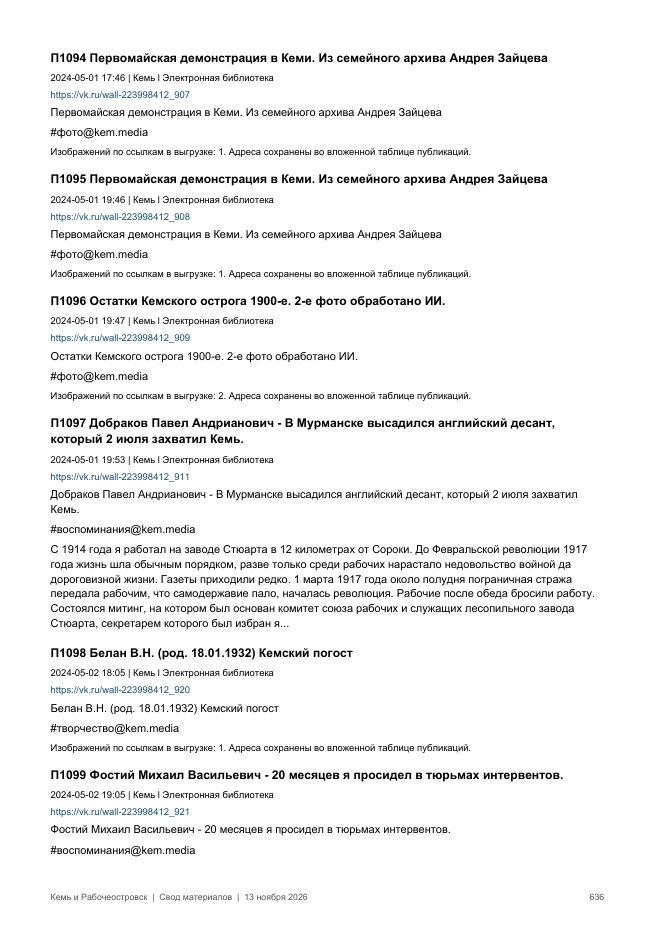 П1094 Первомайская демонстрация в Кеми. Из семейного архива Андрея Зайцева
2024-05-01 17:46 | Кемь l Электронная библиотека
https://vk.ru/wall-223998412_907
Первомайская демонстрация в Кеми. Из семейного архива Андрея Зайцева
#фото@kem.media
Изображений по ссылкам в выгрузке: 1. Адреса сохранены во вложенной таблице публикаций.
П1095 Первомайская демонстрация в Кеми. Из семейного архива Андрея Зайцева
2024-05-01 19:46 | Кемь l Электронная библиотека
https://vk.ru/wall-223998412_908
Первомайская демонстрация в Кеми. Из семейного архива Андрея Зайцева
#фото@kem.media
Изображений по ссылкам в выгрузке: 1. Адреса сохранены во вложенной таблице публикаций.
П1096 Остатки Кемского острога 1900-е. 2-е фото обработано ИИ.
2024-05-01 19:47 | Кемь l Электронная библиотека
https://vk.ru/wall-223998412_909
Остатки Кемского острога 1900-е. 2-е фото обработано ИИ.
#фото@kem.media
Изображений по ссылкам в выгрузке: 2. Адреса сохранены во вложенной таблице публикаций.
П1097 Добраков Павел Андрианович - В Мурманске высадился английский десант,
который 2 июля захватил Кемь.
2024-05-01 19:53 | Кемь l Электронная библиотека
https://vk.ru/wall-223998412_911
Добраков Павел Андрианович - В Мурманске высадился английский десант, который 2 июля захватил
Кемь.
#воспоминания@kem.media
С 1914 года я работал на заводе Стюарта в 12 километрах от Сороки. До Февральской революции 1917
года жизнь шла обычным порядком, разве только среди рабочих нарастало недовольство войной да
дороговизной жизни. Газеты приходили редко. 1 марта 1917 года около полудня пограничная стража
передала рабочим, что самодержавие пало, началась революция. Рабочие после обеда бросили работу.
Состоялся митинг, на котором был основан комитет союза рабочих и служащих лесопильного завода
Стюарта, секретарем которого был избран я...
П1098 Белан В.Н. (род. 18.01.1932) Кемский погост
2024-05-02 18:05 | Кемь l Электронная библиотека
https://vk.ru/wall-223998412_920
Белан В.Н. (род. 18.01.1932) Кемский погост
#творчество@kem.media
Изображений по ссылкам в выгрузке: 1. Адреса сохранены во вложенной таблице публикаций.
П1099 Фостий Михаил Васильевич - 20 месяцев я просидел в тюрьмах интервентов.
2024-05-02 19:05 | Кемь l Электронная библиотека
https://vk.ru/wall-223998412_921
Фостий Михаил Васильевич - 20 месяцев я просидел в тюрьмах интервентов.
#воспоминания@kem.media
Кемь и Рабочеостровск | Свод материалов | 13 ноября 2026
636